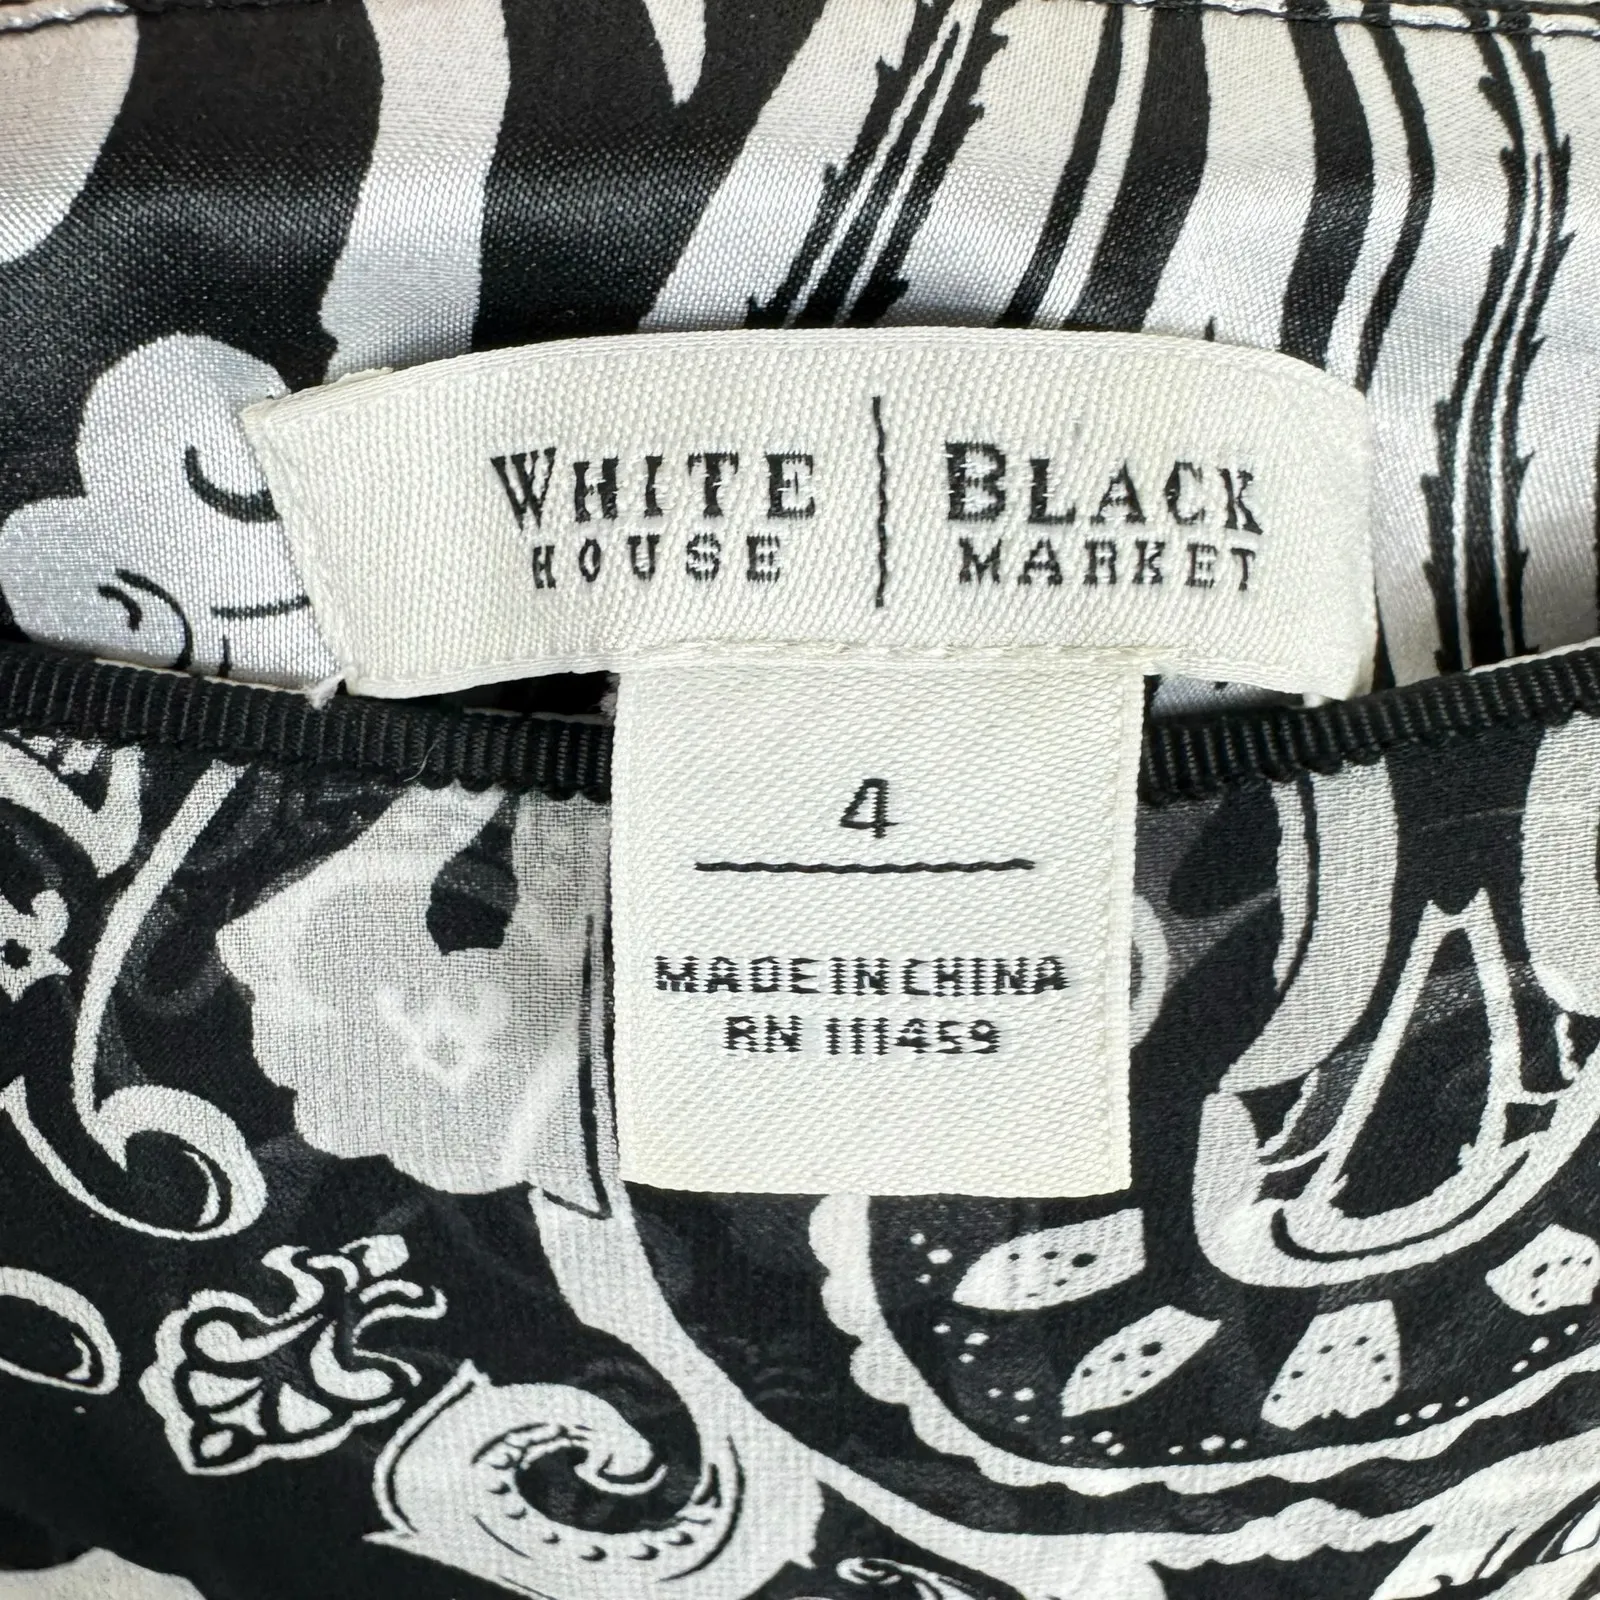 WHITE | BLACK
HOUSE | MARKET
4
MADE IN CHINA
RN 111459